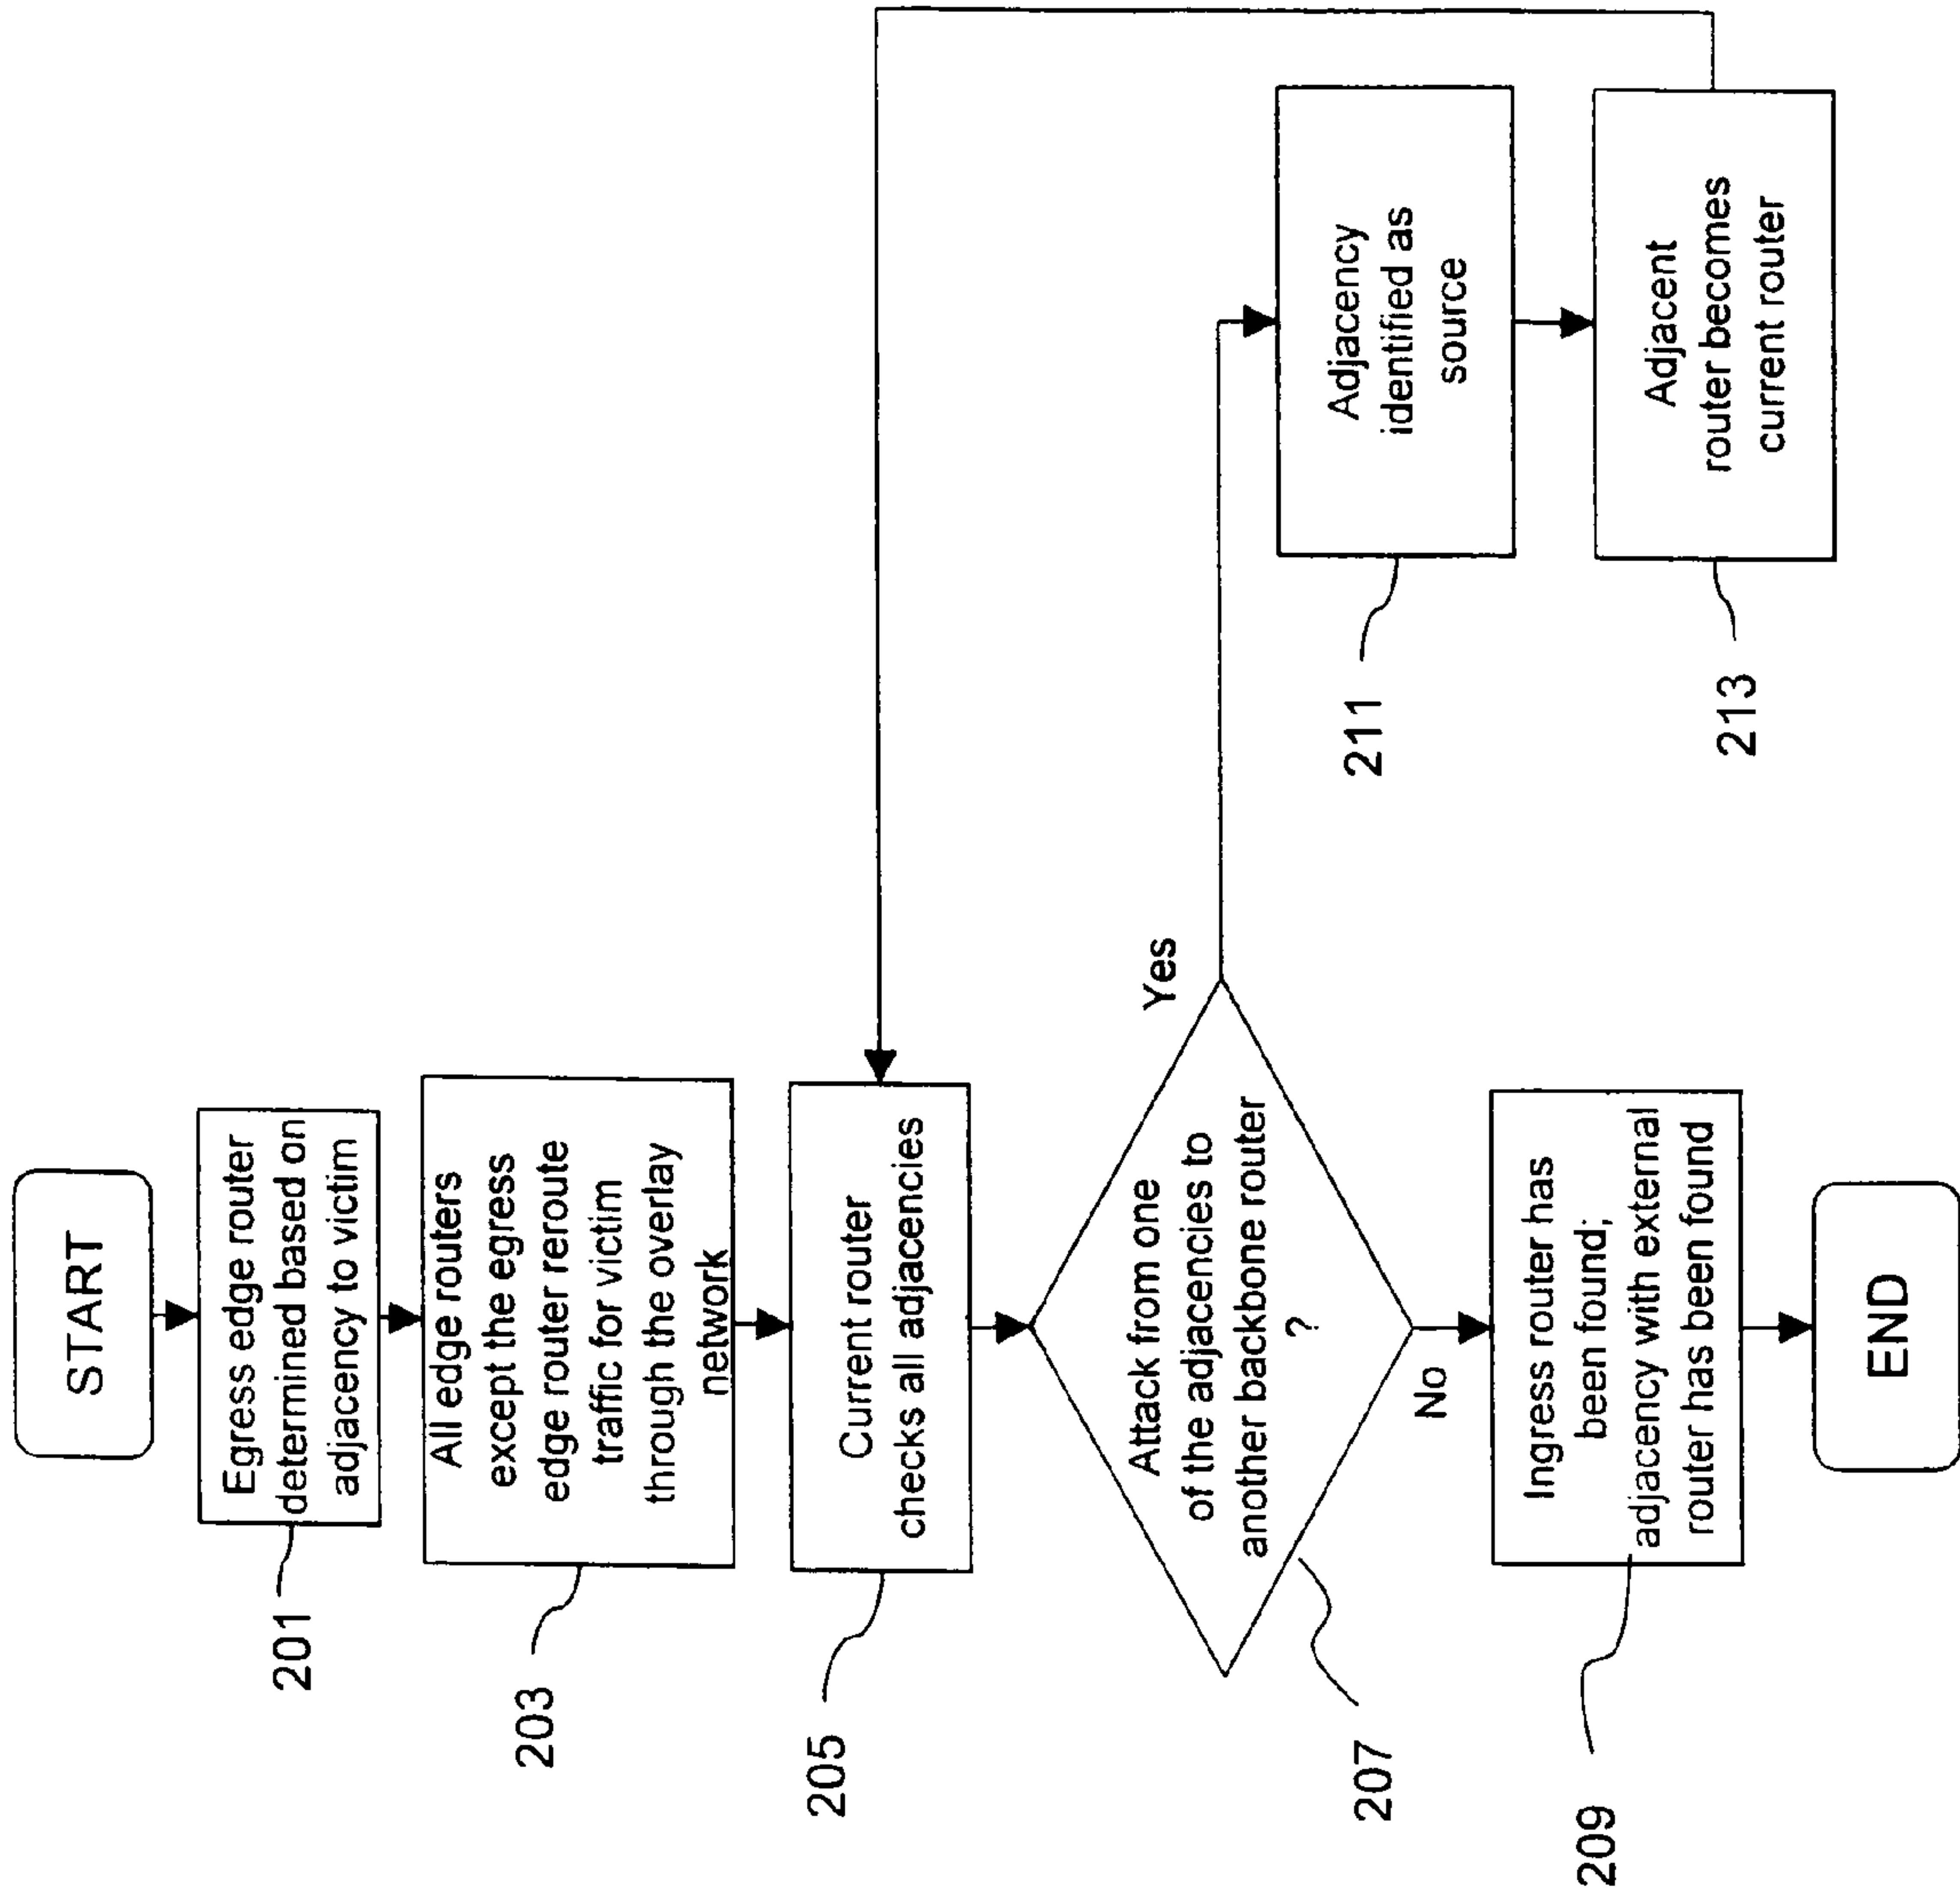 START
Egress edge router
determined based on
adjacency to victim
201
All edge routers
except the egress
edge router reroute
traffic for victim
through the overlay
network
203
Current router
checks all adjacencies
205
Attack from one
of the adjacencies to
another backbone router
?
207
Yes
No
Adjacency
identified as
source
211
Adjacent
router becomes
current router
213
Ingress router has
been found;
adjacency with external
router has been found
209
END